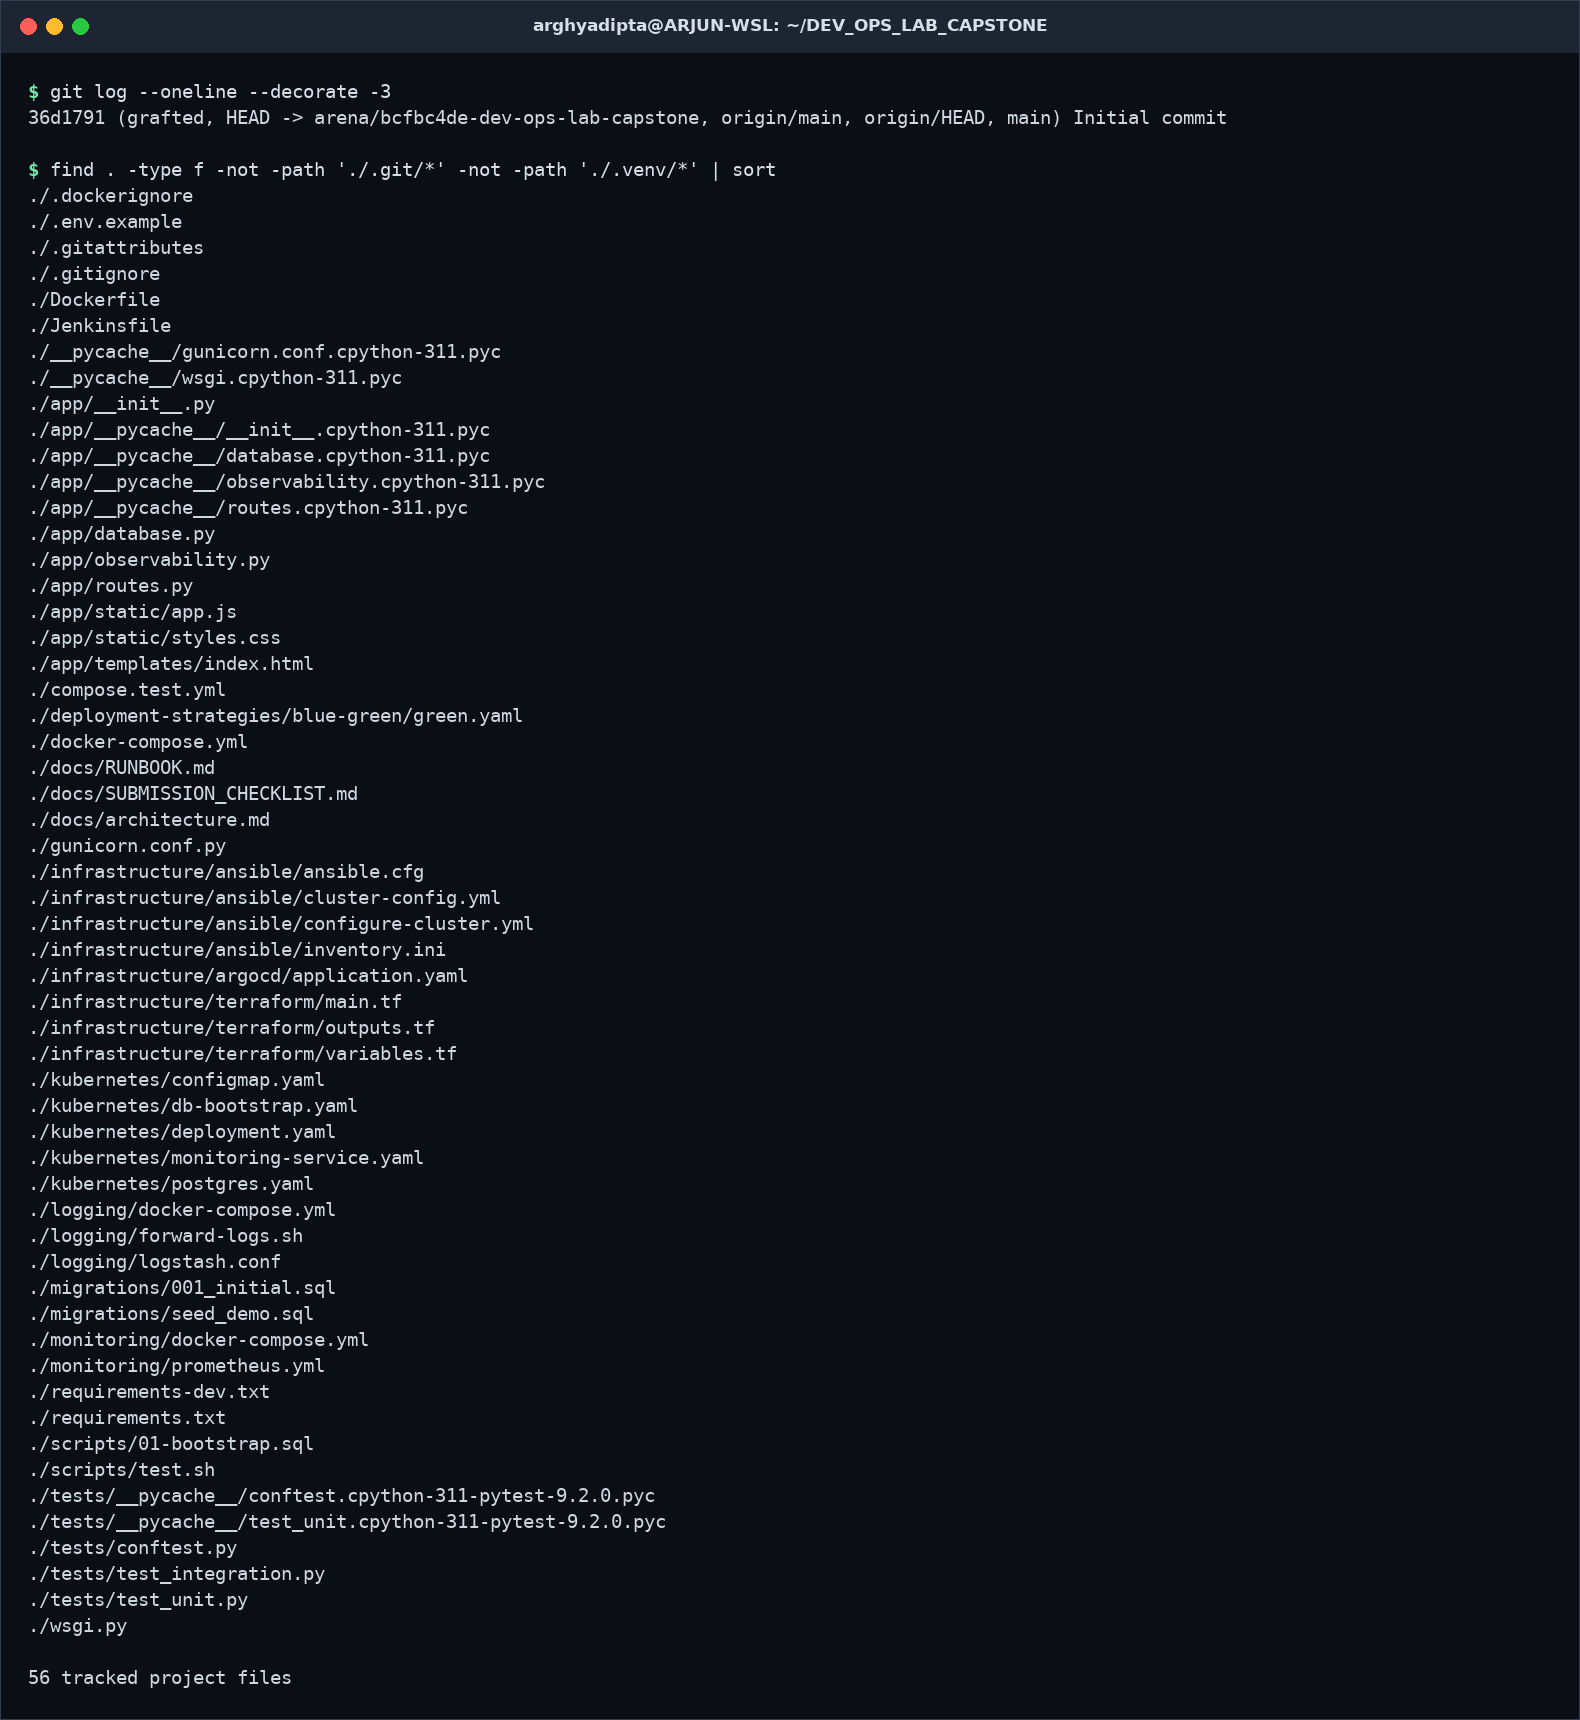 arghyadipta@ARJUN-WSL: ~/DEV_OPS_LAB_CAPSTONE
$ git log --oneline --decorate -3
36d1791 (grafted, HEAD -> arena/bcfbc4de-dev-ops-lab-capstone, origin/main, origin/HEAD, main) Initial commit
$ find . -type f -not -path './.git/*' -not -path './.venv/*' | sort
./.dockerignore
./.env.example
./.gitattributes
./.gitignore
./Dockerfile
./Jenkinsfile
./__pycache__/gunicorn.conf.cpython-311.pyc
./__pycache__/wsgi.cpython-311.pyc
./app/__init__.py
./app/__pycache__/__init__.cpython-311.pyc
./app/__pycache__/database.cpython-311.pyc
./app/__pycache__/observability.cpython-311.pyc
./app/__pycache__/routes.cpython-311.pyc
./app/database.py
./app/observability.py
./app/routes.py
./app/static/app.js
./app/static/styles.css
./app/templates/index.html
./compose.test.yml
./deployment-strategies/blue-green/green.yaml
./docker-compose.yml
./docs/RUNBOOK.md
./docs/SUBMISSION_CHECKLIST.md
./docs/architecture.md
./gunicorn.conf.py
./infrastructure/ansible/ansible.cfg
./infrastructure/ansible/cluster-config.yml
./infrastructure/ansible/configure-cluster.yml
./infrastructure/ansible/inventory.ini
./infrastructure/argocd/application.yaml
./infrastructure/terraform/main.tf
./infrastructure/terraform/outputs.tf
./infrastructure/terraform/variables.tf
./kubernetes/configmap.yaml
./kubernetes/db-bootstrap.yaml
./kubernetes/deployment.yaml
./kubernetes/monitoring-service.yaml
./kubernetes/postgres.yaml
./logging/docker-compose.yml
./logging/forward-logs.sh
./logging/logstash.conf
./migrations/001_initial.sql
./migrations/seed_demo.sql
./monitoring/docker-compose.yml
./monitoring/prometheus.yml
./requirements-dev.txt
./requirements.txt
./scripts/01-bootstrap.sql
./scripts/test.sh
./tests/__pycache__/conftest.cpython-311-pytest-9.2.0.pyc
./tests/__pycache__/test_unit.cpython-311-pytest-9.2.0.pyc
./tests/conftest.py
./tests/test_integration.py
./tests/test_unit.py
./wsgi.py
56 tracked project files